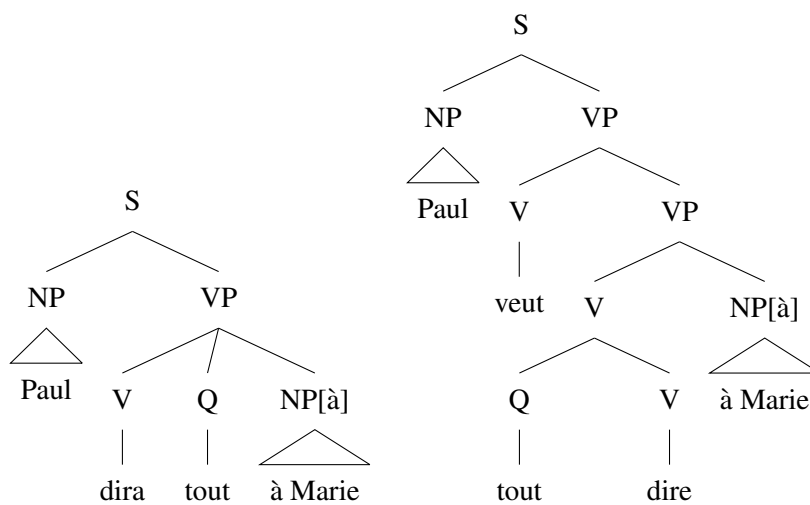 S
NP VP
Paul V Q NP[à]
dira tout à Marie
S
NP VP
Paul V VP
veut V NP[à]
Q V à Marie
tout dire